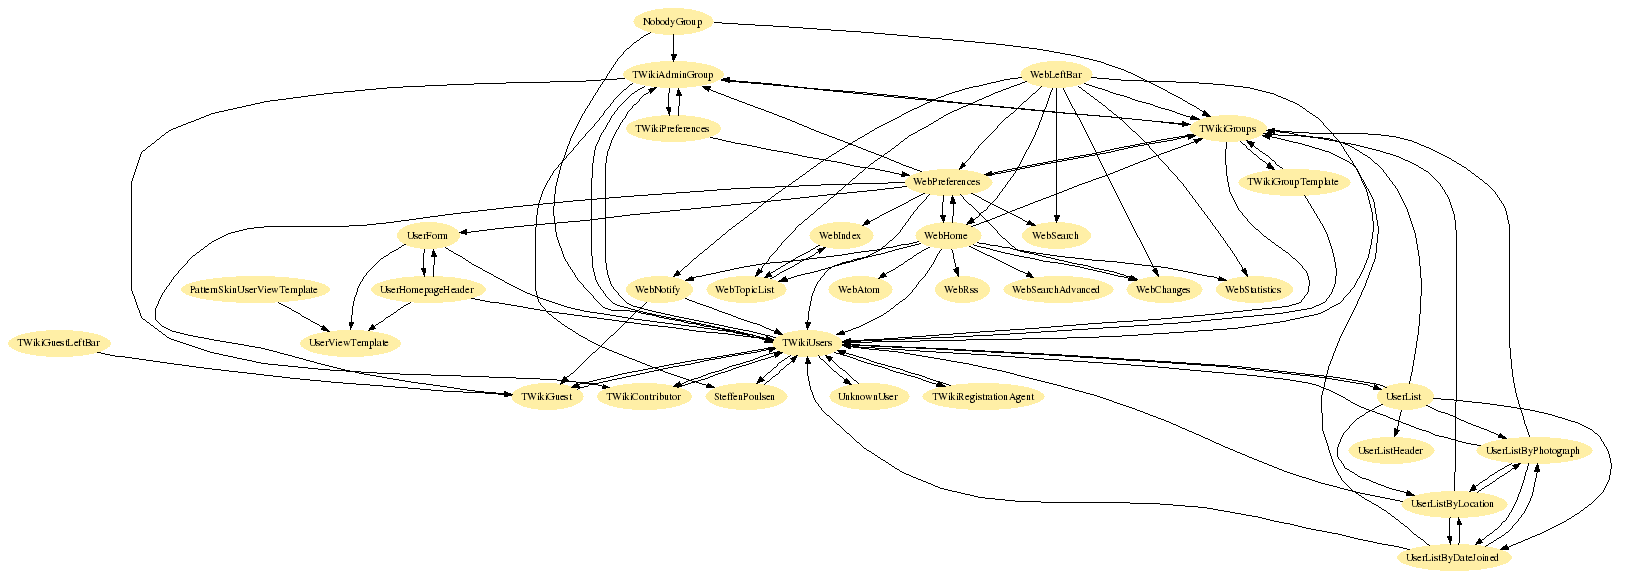 NobodyGroup
TWikiAdminGroup
WebLeftBar
TWikiPreferences
TWikiGroups
WebPreferences
TWikiGroupTemplate
UserForm
WebIndex
WebHome
WebSearch
PatternSkinUserViewTemplate
UserHomepageHeader
WebNotify
WebTopicList
WebAtom
WebRss
WebSearchAdvanced
WebChanges
WebStatistics
TWikiGuestLeftBar
UserViewTemplate
TWikiUsers
TWikiGuest
TWikiContributor
SteffenPoulsen
UnknownUser
TWikiRegistrationAgent
UserList
UserListHeader
UserListByPhotograph
UserListByLocation
UserListByDateJoined